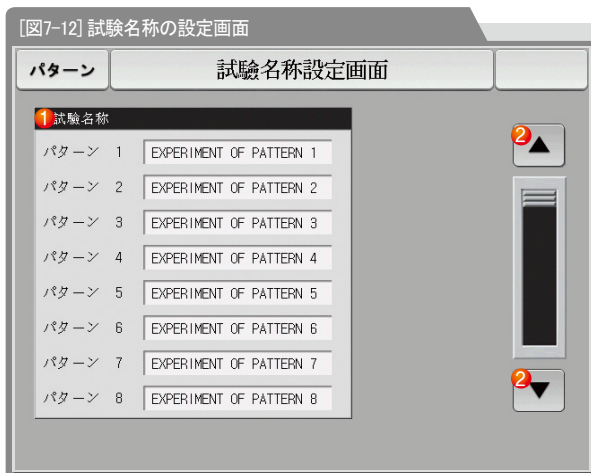 [図7-12] 試験名称の設定画面
パターン 試驗名称設定画面
1 試驗名称
パターン 1 EXPERIMENT OF PATTERN 1
2 ▲
パターン 2 EXPERIMENT OF PATTERN 2
パターン 3 EXPERIMENT OF PATTERN 3
パターン 4 EXPERIMENT OF PATTERN 4
パターン 5 EXPERIMENT OF PATTERN 5
パターン 6 EXPERIMENT OF PATTERN 6
パターン 7 EXPERIMENT OF PATTERN 7
パターン 8 EXPERIMENT OF PATTERN 8
2 ▼